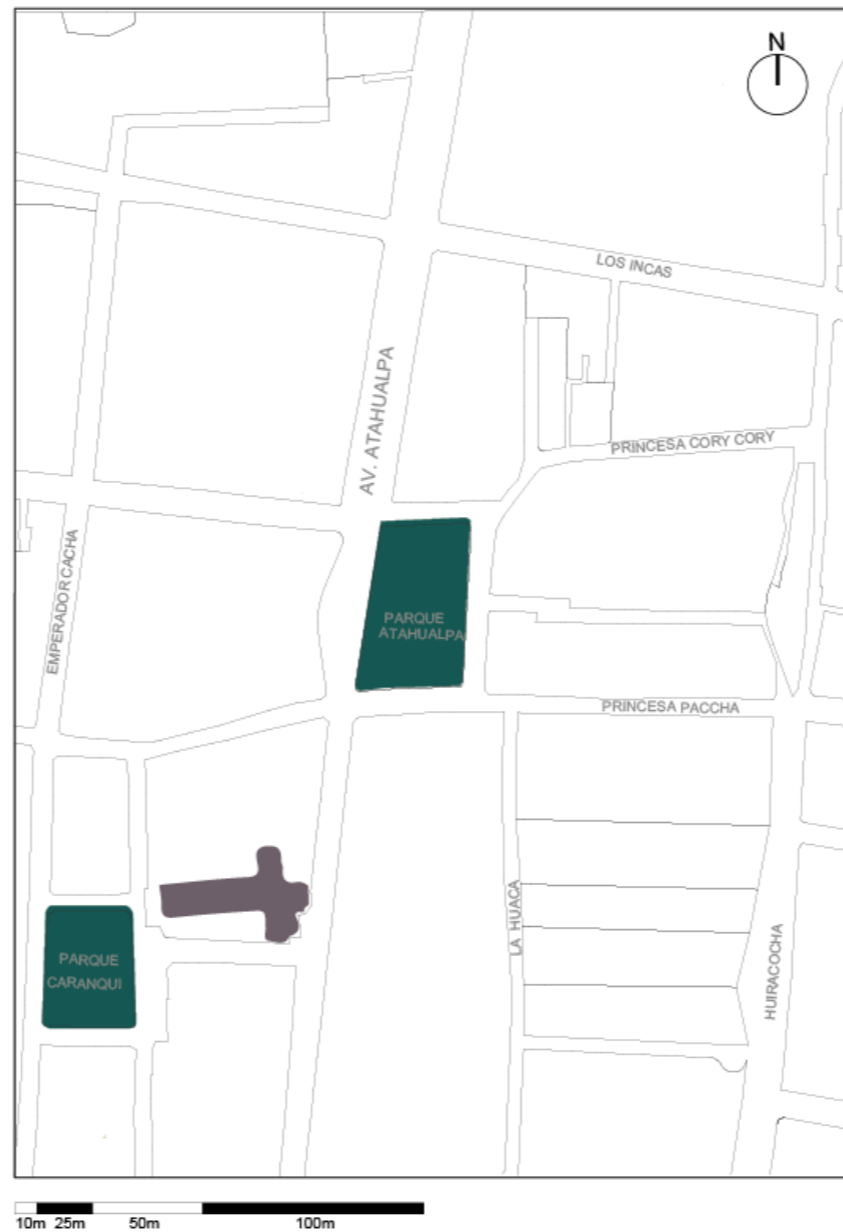 N
LOS INCAS
AV. ATAHUALPA
PRINCESA CORY CORY
EMPERADOR CACHA
PARQUE
ATAHUALPA
PRINCESA PACCHA
LA HUACA
PARQUE
CARANQUI
HUIRACOCHA
10m 25m 50m 100m